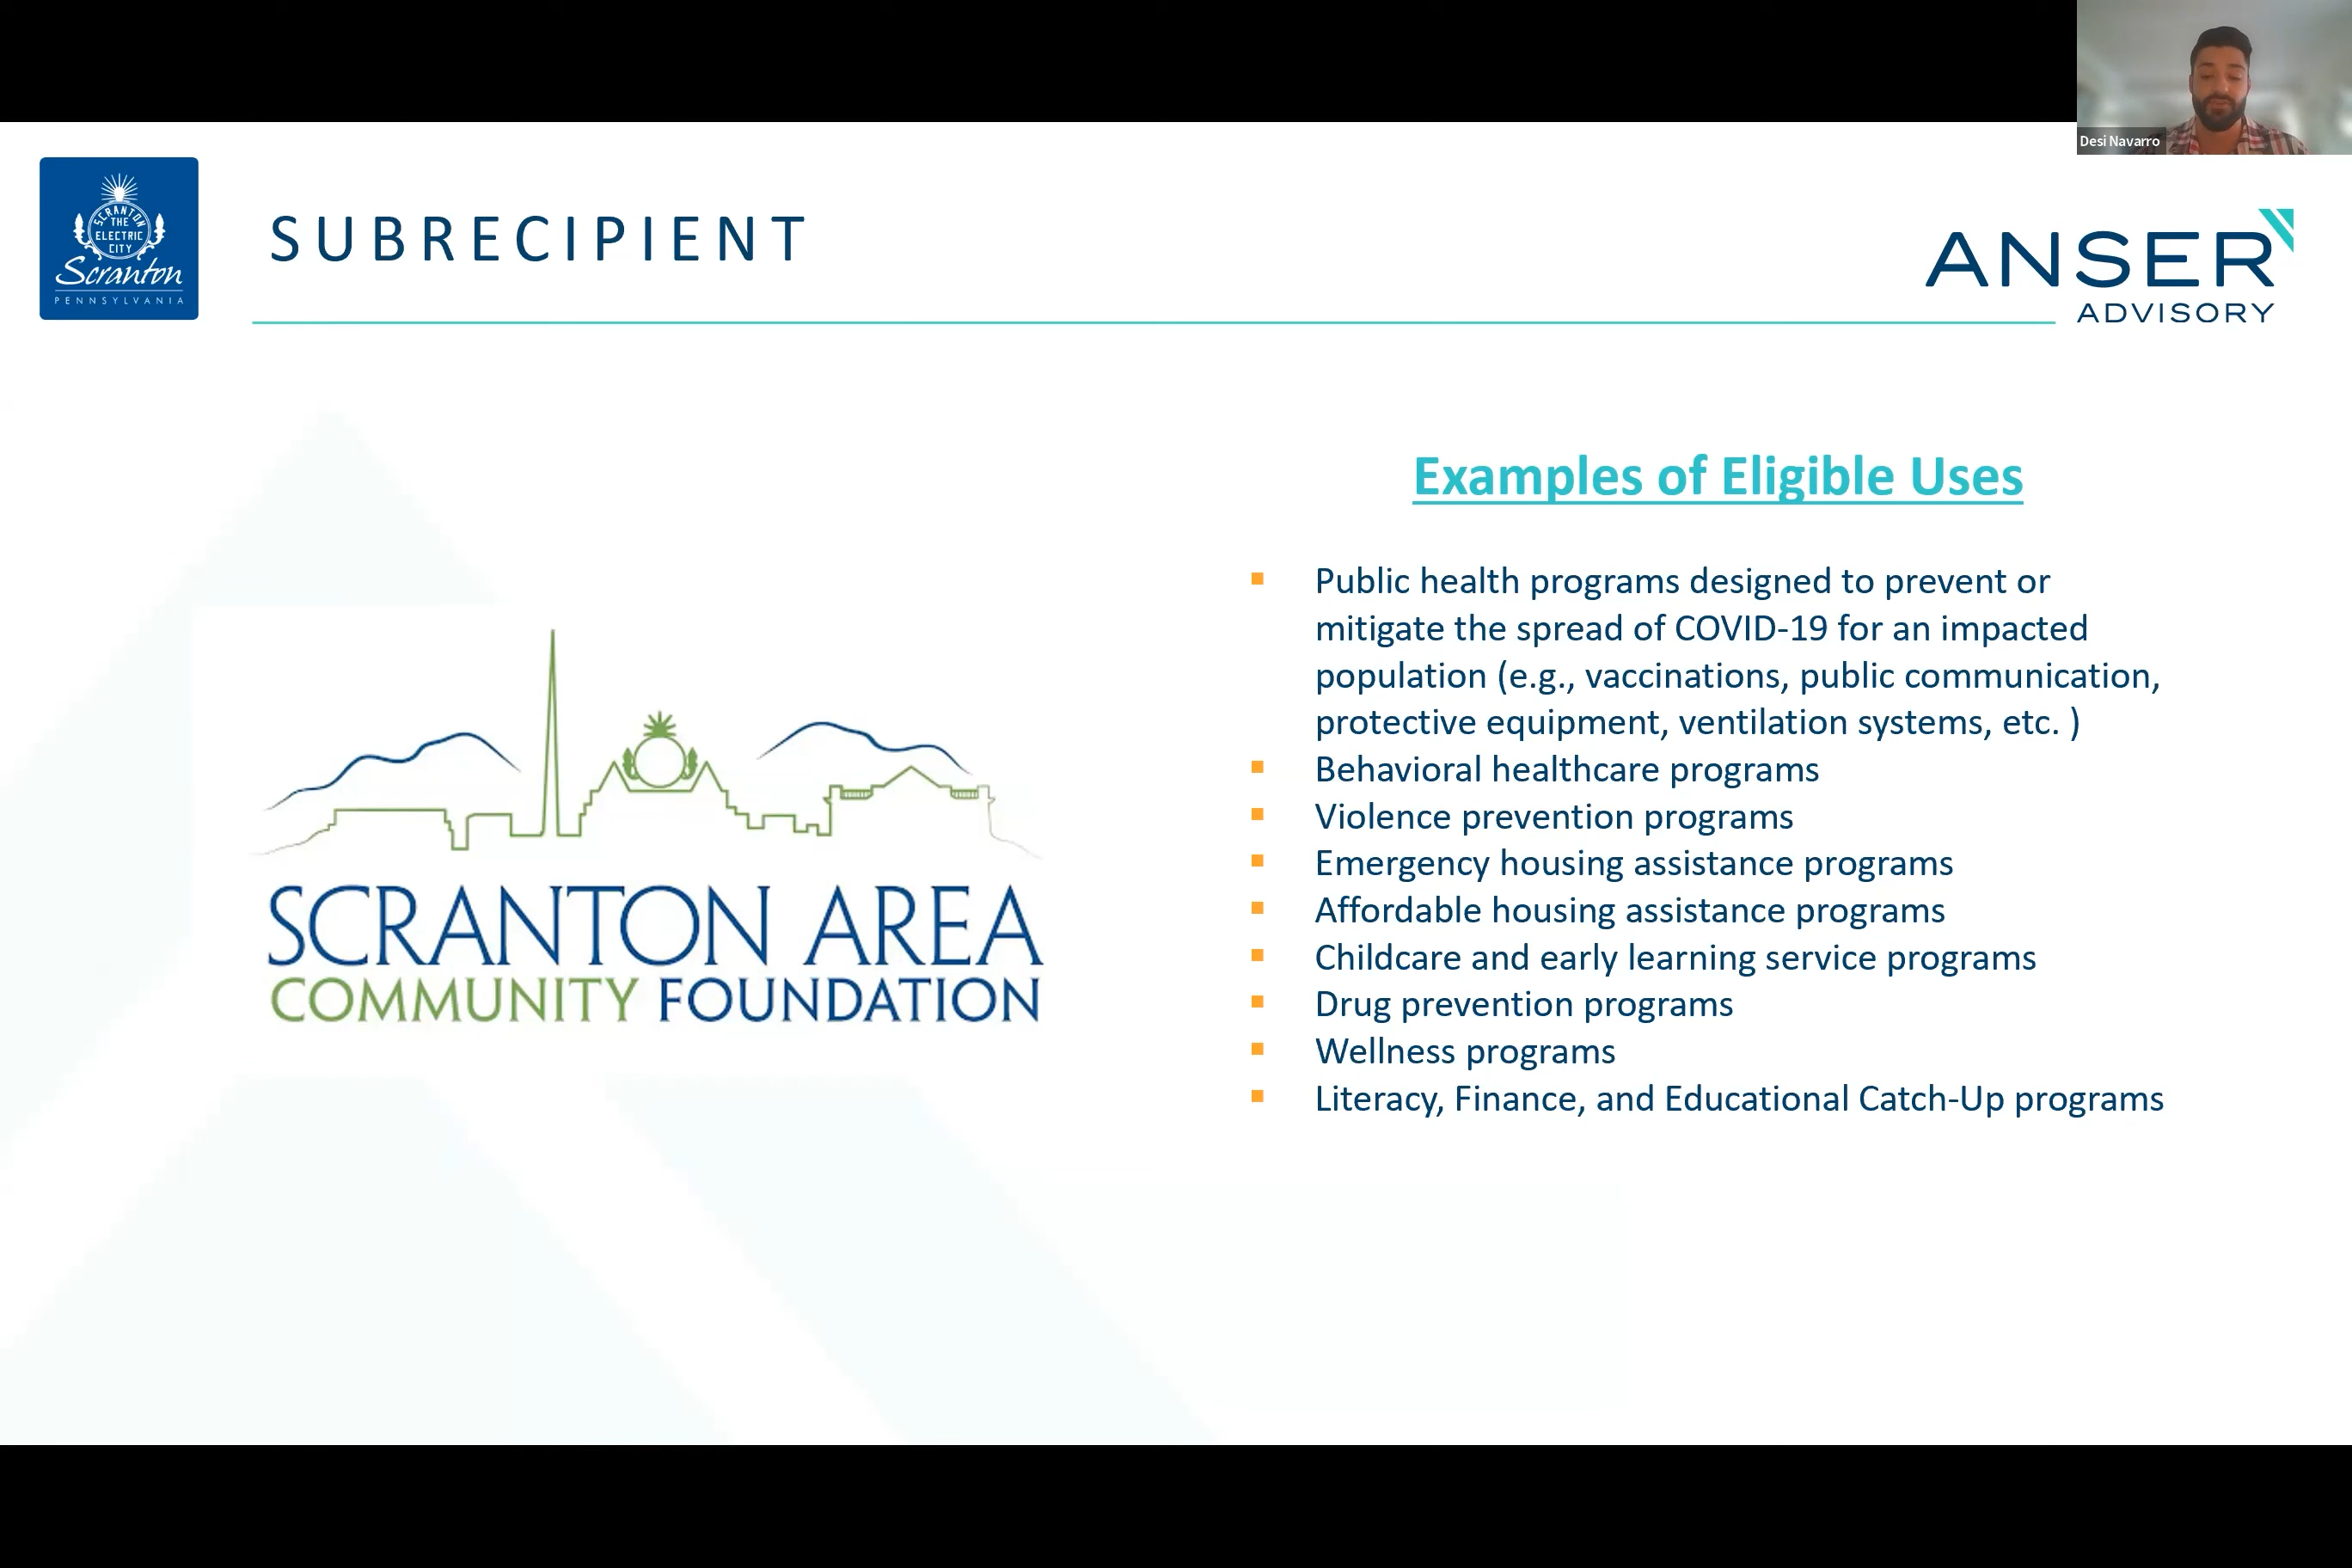 Desi Navarro
SCRANTON
THE
ELECTRIC
CITY
Scranton
PENNSYLVANIA
SUBRECIPIENT
ANSER
ADVISORY
SCRANTON AREA
COMMUNITY FOUNDATION
Examples of Eligible Uses
▪ Public health programs designed to prevent or
mitigate the spread of COVID-19 for an impacted
population (e.g., vaccinations, public communication,
protective equipment, ventilation systems, etc. )
▪ Behavioral healthcare programs
▪ Violence prevention programs
▪ Emergency housing assistance programs
▪ Affordable housing assistance programs
▪ Childcare and early learning service programs
▪ Drug prevention programs
▪ Wellness programs
▪ Literacy, Finance, and Educational Catch-Up programs